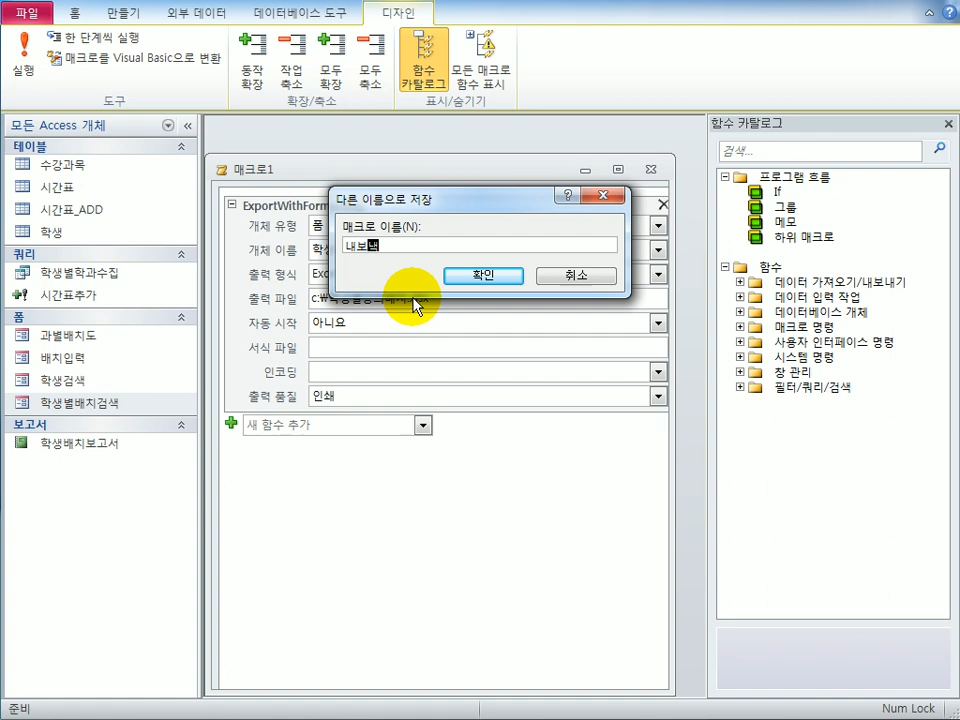 파일 홈 만들기 외부 데이터 데이터베이스 도구 디자인
실행
한 단계씩 실행
매크로를 Visual Basic으로 변환
도구
동작 확장
작업 축소
모두 확장
모두 축소
확장/축소
함수 카탈로그
모든 매크로 함수 표시
표시/숨기기
모든 Access 개체
테이블
수강과목
시간표
시간표_ADD
학생
쿼리
학생별학과수집
시간표추가
폼
과별배치도
배치입력
학생검색
학생별배치검색
보고서
학생배치보고서
매크로1
ExportWithForm
개체 유형 폼
개체 이름
출력 형식
출력 파일
자동 시작 아니요
서식 파일
인코딩
출력 품질 인쇄
새 함수 추가
다른 이름으로 저장
매크로 이름(N):
확인 취소
함수 카탈로그
검색...
프로그램 흐름
If
그룹
메모
하위 매크로
함수
데이터 가져오기/내보내기
데이터 입력 작업
데이터베이스 개체
매크로 명령
사용자 인터페이스 명령
시스템 명령
창 관리
필터/쿼리/검색
준비
Num Lock